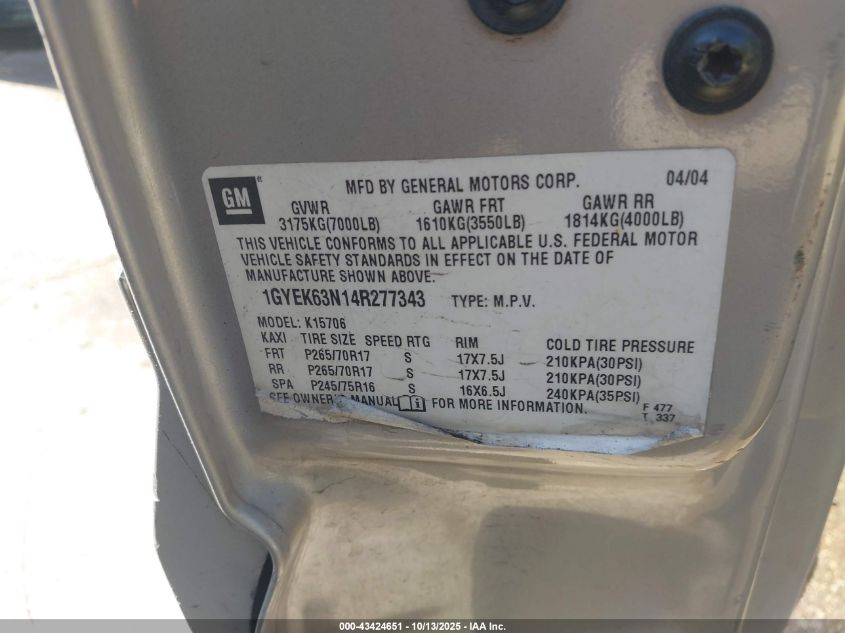 GM ®
MFD BY GENERAL MOTORS CORP. 04/04
GVWR GAWR FRT GAWR RR
3175KG(7000LB) 1610KG(3550LB) 1814KG(4000LB)
THIS VEHICLE CONFORMS TO ALL APPLICABLE U.S. FEDERAL MOTOR
VEHICLE SAFETY STANDARDS IN EFFECT ON THE DATE OF
MANUFACTURE SHOWN ABOVE.
1GYEK63N14R277343 TYPE: M.P.V.
MODEL: K15706
KAXI TIRE SIZE SPEED RTG RIM COLD TIRE PRESSURE
FRT P265/70R17 S 17X7.5J 210KPA(30PSI)
RR P265/70R17 S 17X7.5J 210KPA(30PSI)
SPA P245/75R16 S 16X6.5J 240KPA(35PSI)
SEE OWNER'S MANUAL FOR MORE INFORMATION.
F 477
T 337
000-43424651 - 10/13/2025 - IAA Inc.